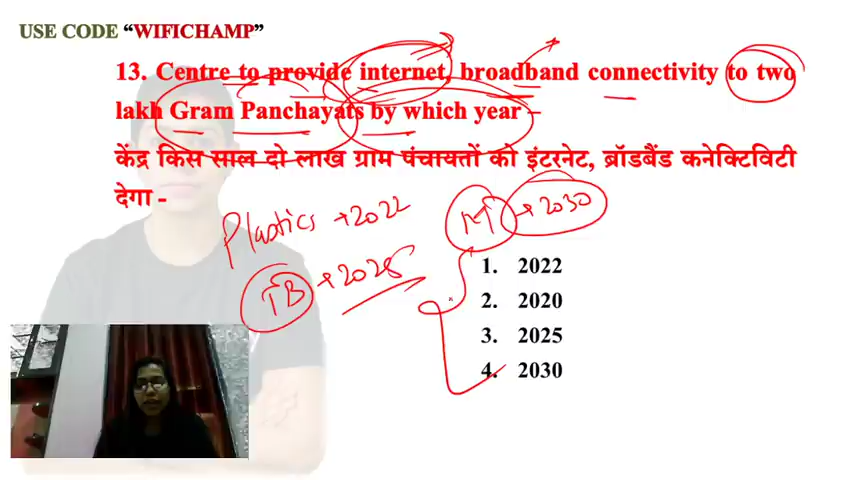 USE CODE “WIFICHAMP”
13. Centre to provide internet, broadband connectivity to two
lakh Gram Panchayats by which year –
केंद्र किस साल दो लाख ग्राम पंचायतों को इंटरनेट, ब्रॉडबैंड कनेक्टिविटी
देगा -
Plastics → 2022
→ 2030
TB → 2025
1. 2022
2. 2020
3. 2025
4. 2030